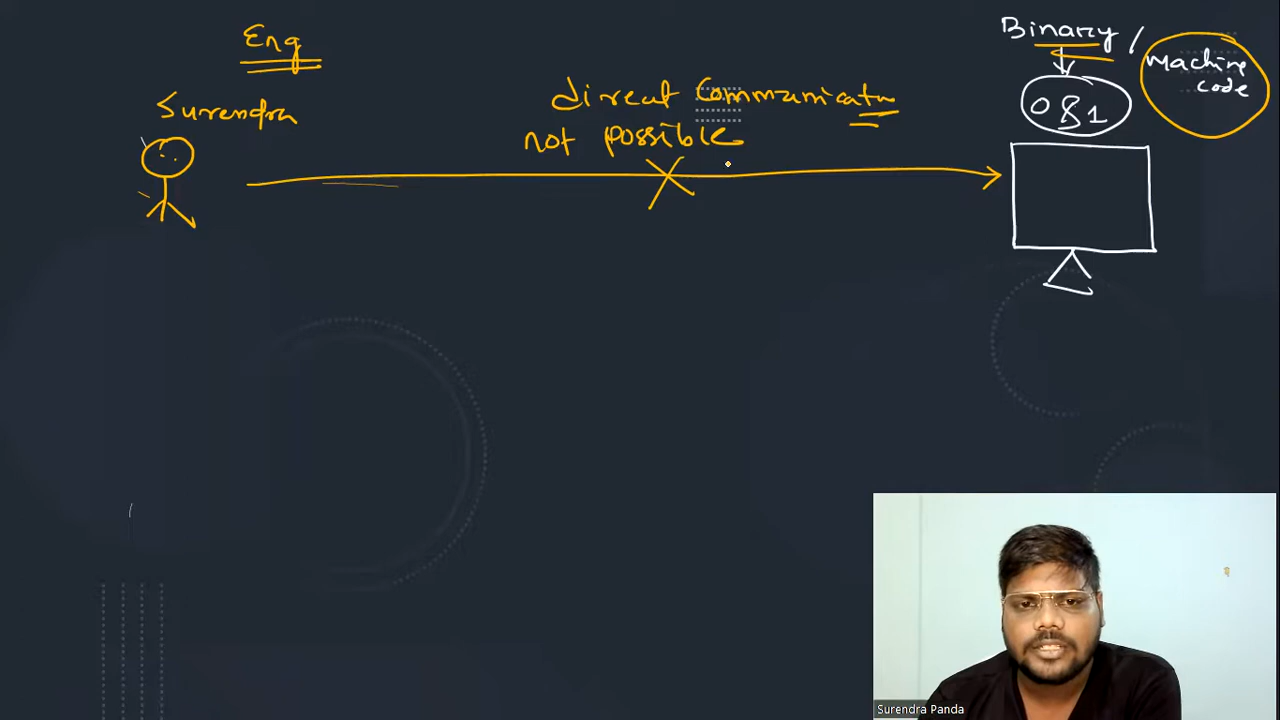 Eng
Surendra
direct Communicatn
not possible
Binary /
Machine
code
0 & 1
Surendra Panda